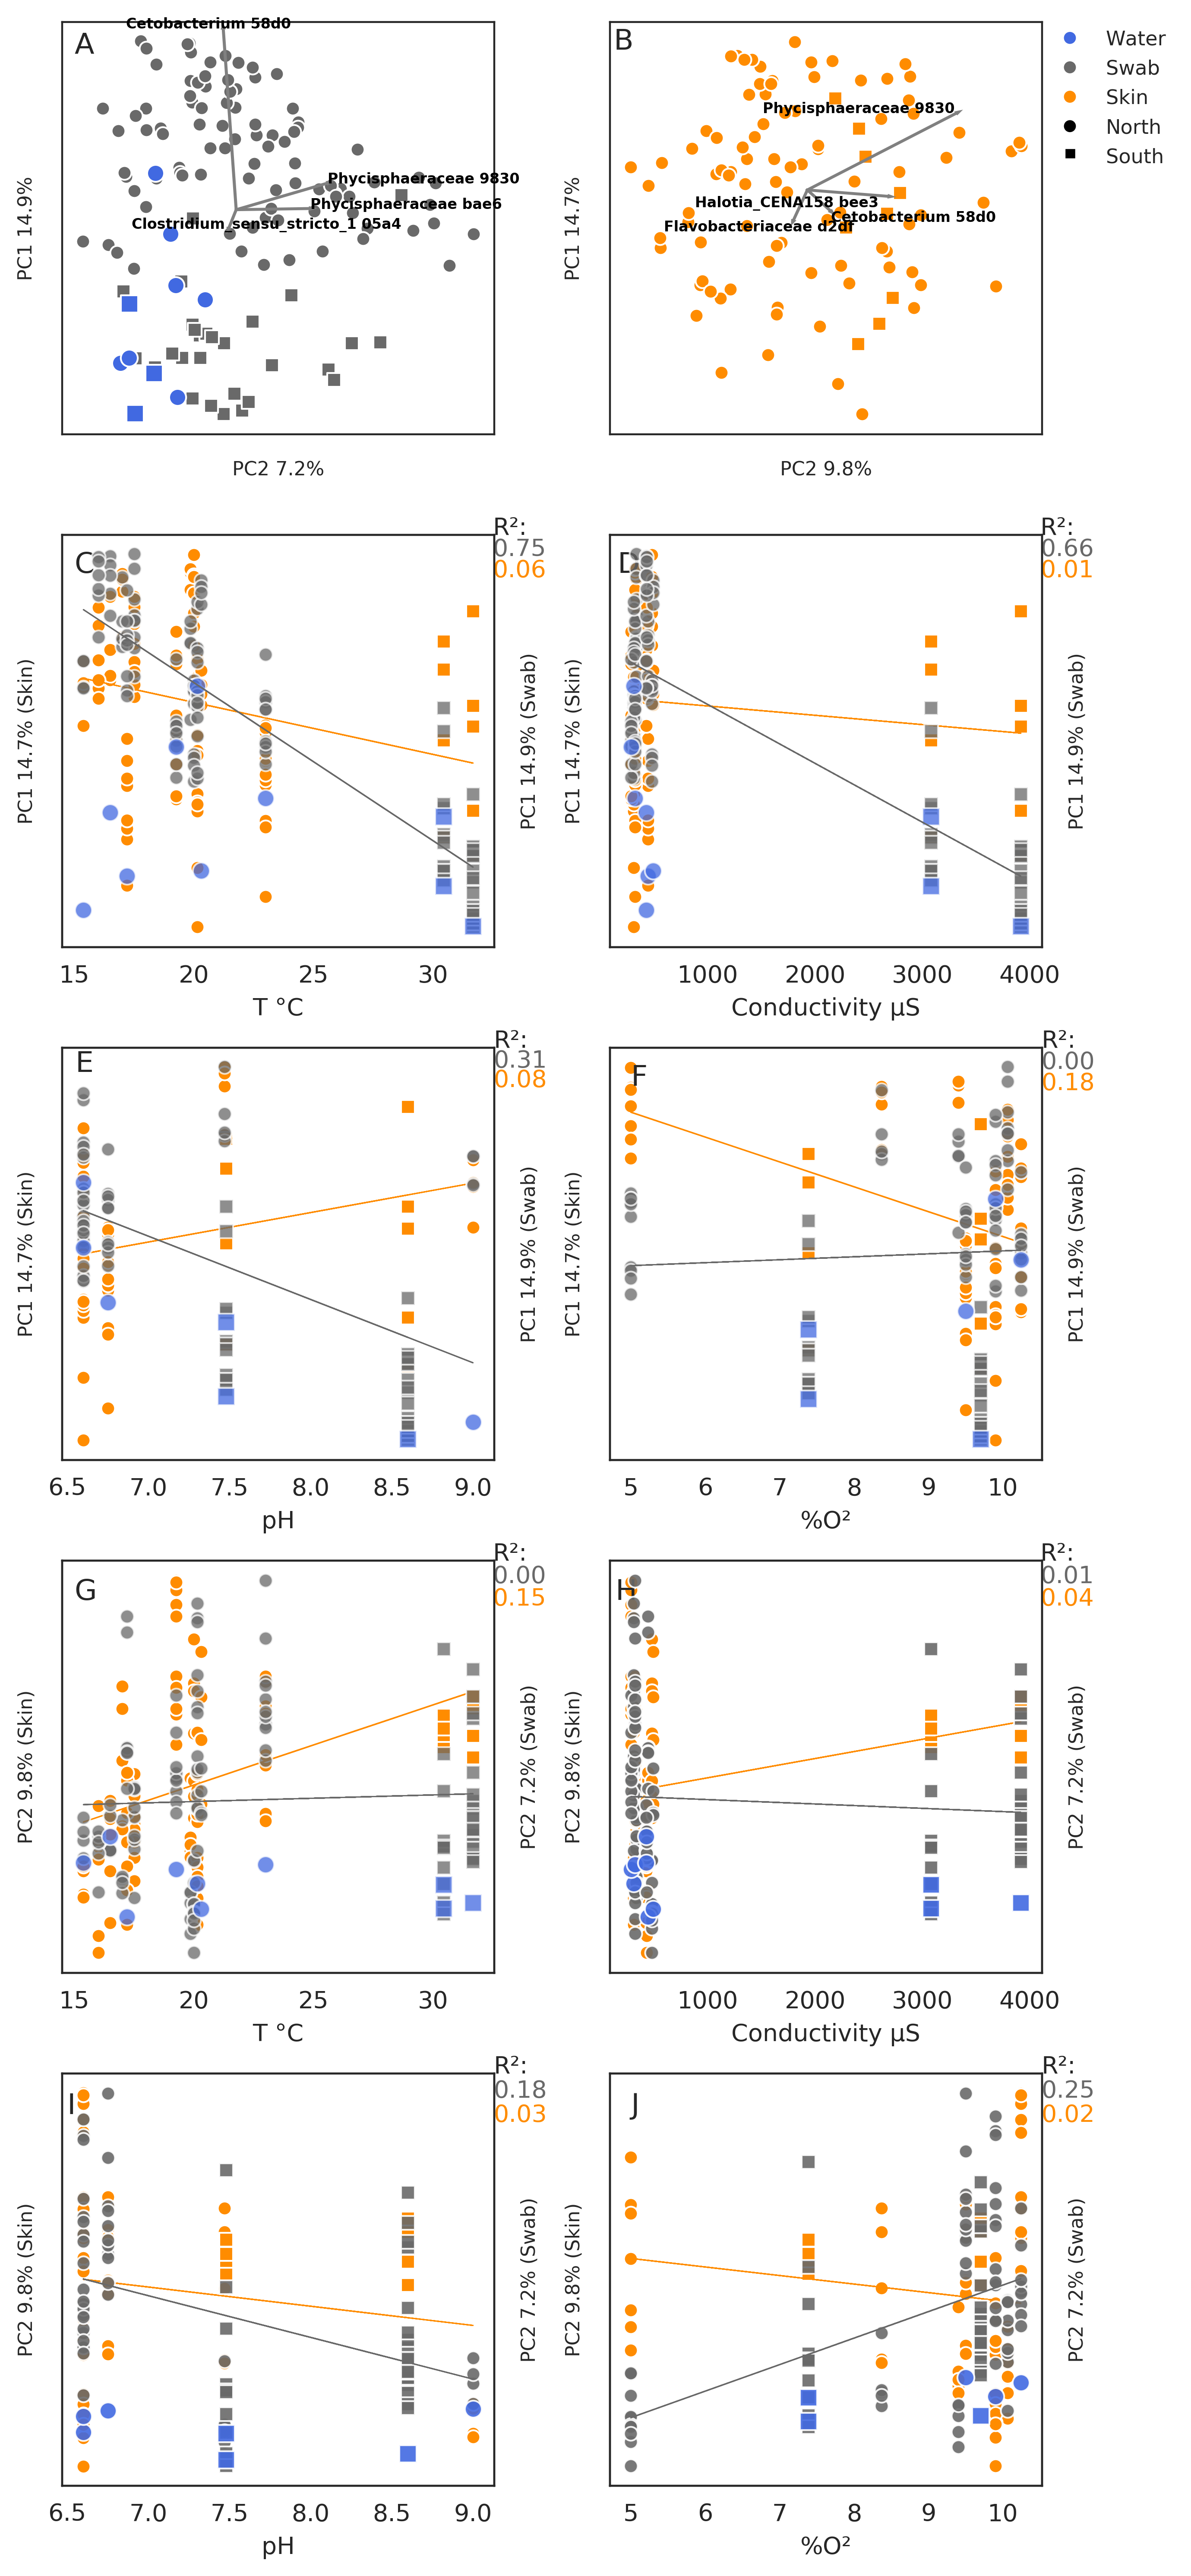 A
Cetobacterium 58d0
Phycisphaeraceae 9830
Phycisphaeraceae bae6
Clostridium_sensu_stricto_1 05a4
PC1 14.9%
PC2 7.2%
B
Phycisphaeraceae 9830
Halotia_CENA158 bee3
Cetobacterium 58d0
Flavobacteriaceae d2df
PC1 14.7%
PC2 9.8%
Water
Swab
Skin
North
South
C
R²:
0.75
0.06
PC1 14.7% (Skin)
PC1 14.9% (Swab)
15 20 25 30
T °C
D
R²:
0.66
0.01
PC1 14.7% (Skin)
PC1 14.9% (Swab)
1000 2000 3000 4000
Conductivity µS
E
R²:
0.31
0.08
PC1 14.7% (Skin)
PC1 14.9% (Swab)
6.5 7.0 7.5 8.0 8.5 9.0
pH
F
R²:
0.00
0.18
PC1 14.7% (Skin)
PC1 14.9% (Swab)
5 6 7 8 9 10
%O²
G
R²:
0.00
0.15
PC2 9.8% (Skin)
PC2 7.2% (Swab)
15 20 25 30
T °C
H
R²:
0.01
0.04
PC2 9.8% (Skin)
PC2 7.2% (Swab)
1000 2000 3000 4000
Conductivity µS
I
R²:
0.18
0.03
PC2 9.8% (Skin)
PC2 7.2% (Swab)
6.5 7.0 7.5 8.0 8.5 9.0
pH
J
R²:
0.25
0.02
PC2 9.8% (Skin)
PC2 7.2% (Swab)
5 6 7 8 9 10
%O²